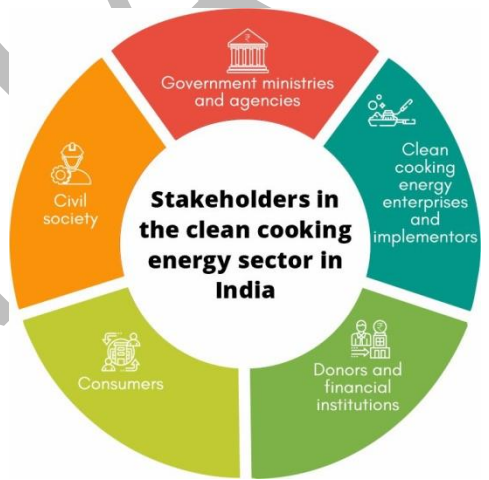 Government ministries
and agencies
Clean
cooking
energy
enterprises
and
implementors
Donors and
financial
institutions
Consumers
Civil
society
Stakeholders in
the clean cooking
energy sector in
India